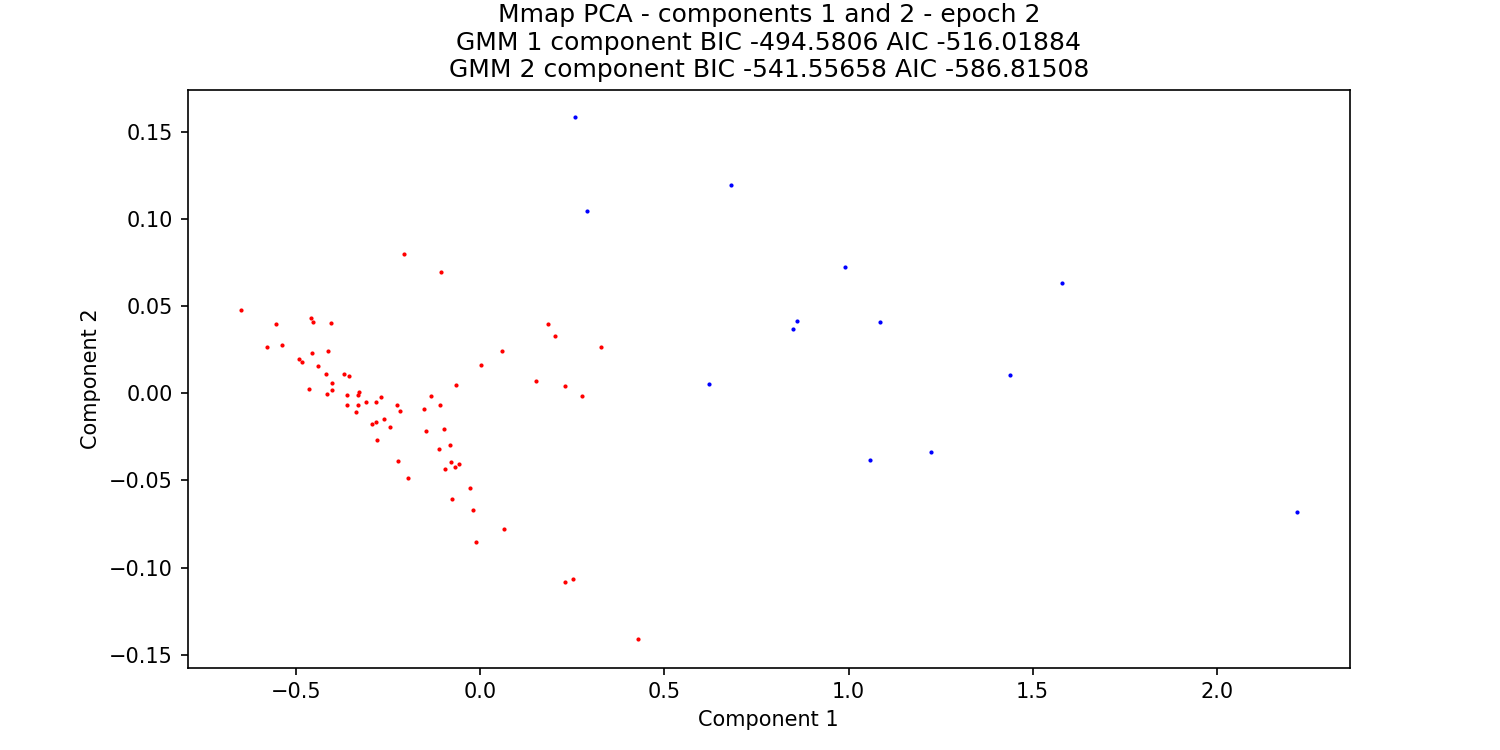 Mmap PCA - components 1 and 2 - epoch 2
GMM 1 component BIC -494.5806 AIC -516.01884
GMM 2 component BIC -541.55658 AIC -586.81508
0.15
0.10
0.05
0.00
−0.05
−0.10
−0.15
Component 2
−0.5
0.0
0.5
1.0
1.5
2.0
Component 1